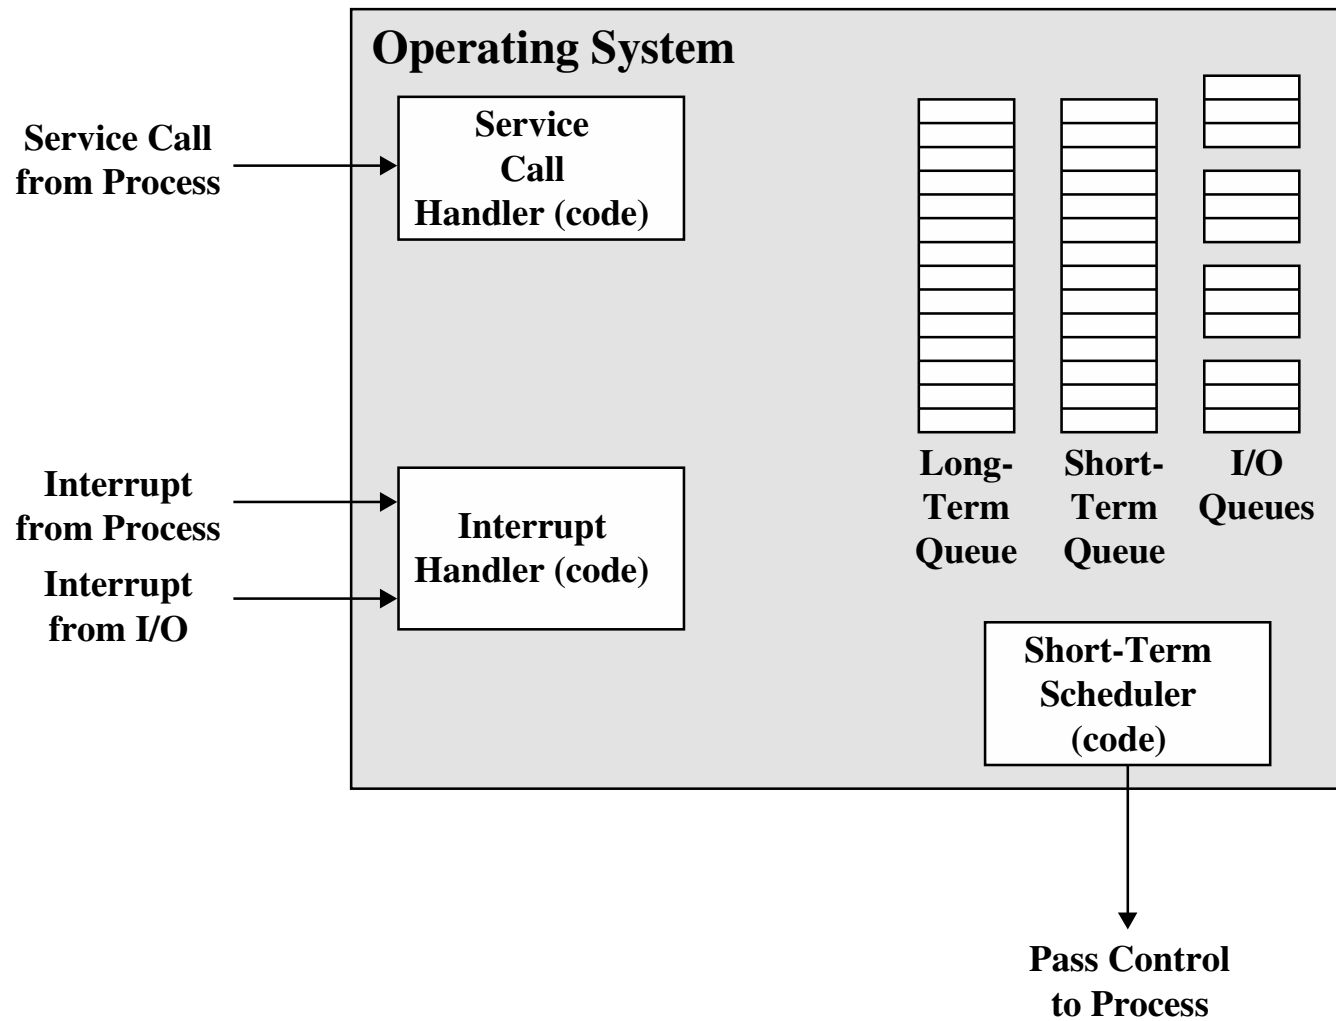 Operating System
Service Call
from Process
Service
Call
Handler (code)
Interrupt
from Process
Interrupt
from I/O
Interrupt
Handler (code)
Long-
Term
Queue
Short-
Term
Queue
I/O
Queues
Short-Term
Scheduler
(code)
Pass Control
to Process